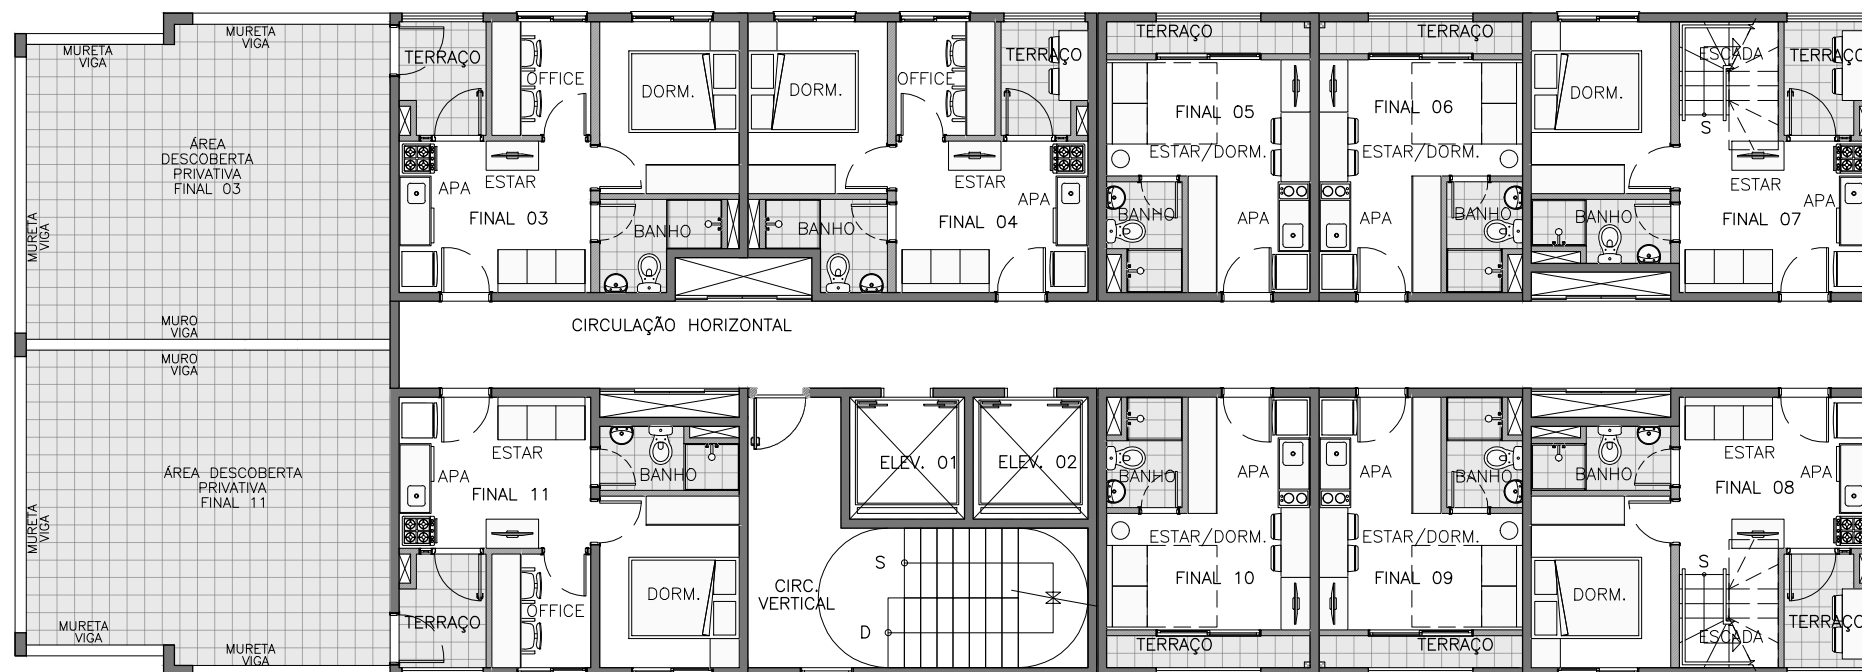 MURETA
VIGA
MURETA
VIGA
ÁREA
DESCOBERTA
PRIVATIVA
FINAL 03
MURETA
VIGA
MURO
VIGA
TERRAÇO
OFFICE
DORM.
APA
ESTAR
FINAL 03
BANHO
DORM.
OFFICE
TERRAÇO
ESTAR
APA
FINAL 04
BANHO
TERRAÇO
FINAL 05
ESTAR/DORM.
BANHO
APA
TERRAÇO
FINAL 06
ESTAR/DORM.
APA
BANHO
DORM.
ESCADA
S
TERRAÇO
ESTAR
APA
BANHO
FINAL 07
CIRCULAÇÃO HORIZONTAL
MURO
VIGA
ÁREA DESCOBERTA
PRIVATIVA
FINAL 11
MURETA
VIGA
MURETA
VIGA
MURETA
VIGA
ESTAR
APA
FINAL 11
BANHO
TERRAÇO
OFFICE
DORM.
ELEV. 01
ELEV. 02
S
CIRC.
VERTICAL
D
BANHO
APA
ESTAR/DORM.
FINAL 10
TERRAÇO
APA
BANHO
ESTAR/DORM.
FINAL 09
TERRAÇO
BANHO
ESTAR
APA
FINAL 08
DORM.
S
ESCADA
TERRAÇO